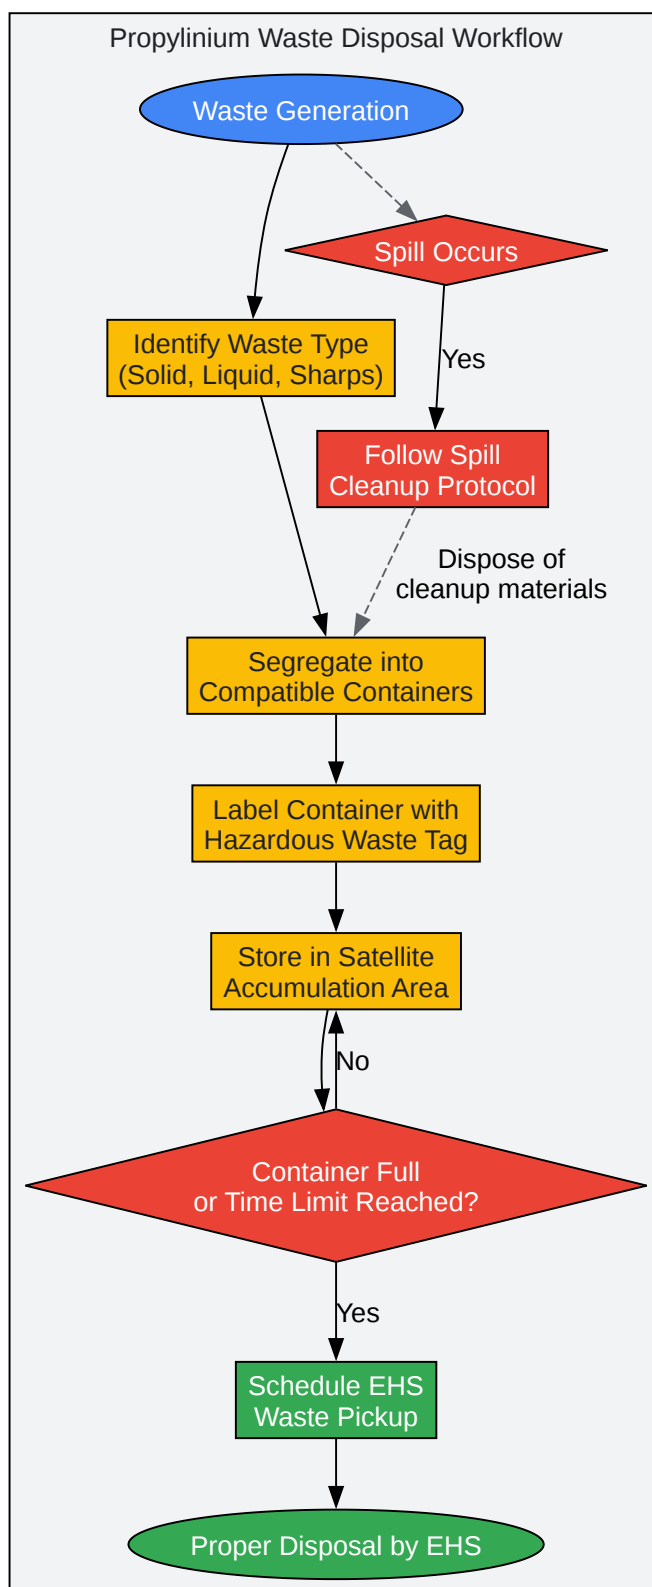 Propylinium Waste Disposal Workflow
Waste Generation
Spill Occurs
Identify Waste Type
(Solid, Liquid, Sharps)
Yes
Follow Spill
Cleanup Protocol
Dispose of
cleanup materials
Segregate into
Compatible Containers
Label Container with
Hazardous Waste Tag
Store in Satellite
Accumulation Area
No
Container Full
or Time Limit Reached?
Yes
Schedule EHS
Waste Pickup
Proper Disposal by EHS